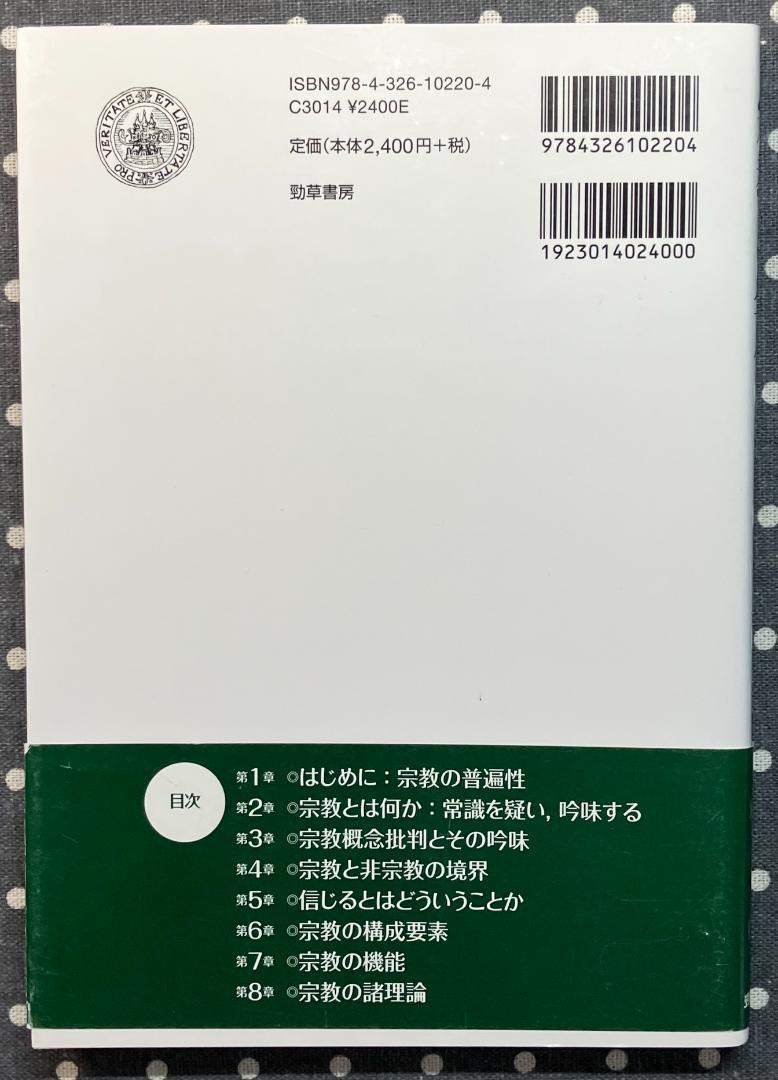 PRO VERITATE ET LIBERTATE
ISBN978-4-326-10220-4
C3014 ¥2400E
定価(本体2,400円+税)
勁草書房
9784326102204
1923014024000
目次
第1章 ◎はじめに：宗教の普遍性
第2章 ◎宗教とは何か：常識を疑い, 吟味する
第3章 ◎宗教概念批判とその吟味
第4章 ◎宗教と非宗教の境界
第5章 ◎信じるとはどういうことか
第6章 ◎宗教の構成要素
第7章 ◎宗教の機能
第8章 ◎宗教の諸理論